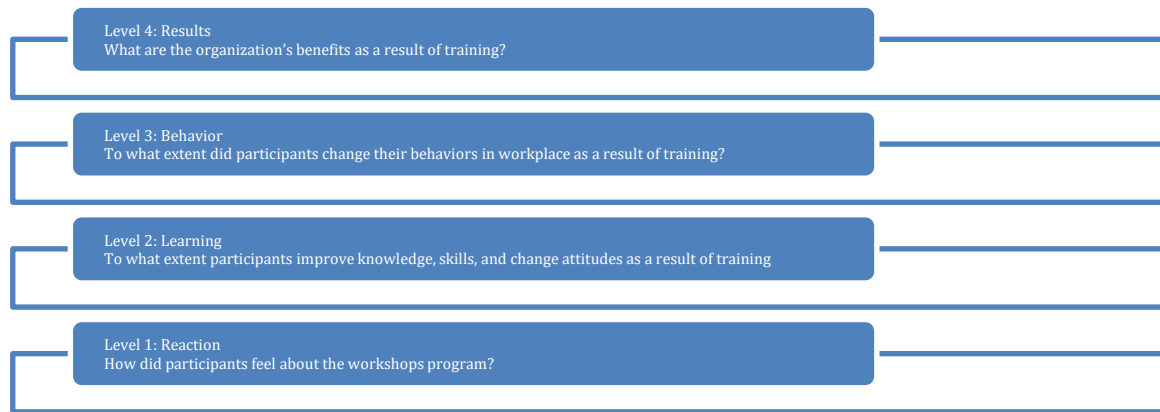 Level 4: Results
What are the organization’s benefits as a result of training?
Level 3: Behavior
To what extent did participants change their behaviors in workplace as a result of training?
Level 2: Learning
To what extent participants improve knowledge, skills, and change attitudes as a result of training
Level 1: Reaction
How did participants feel about the workshops program?